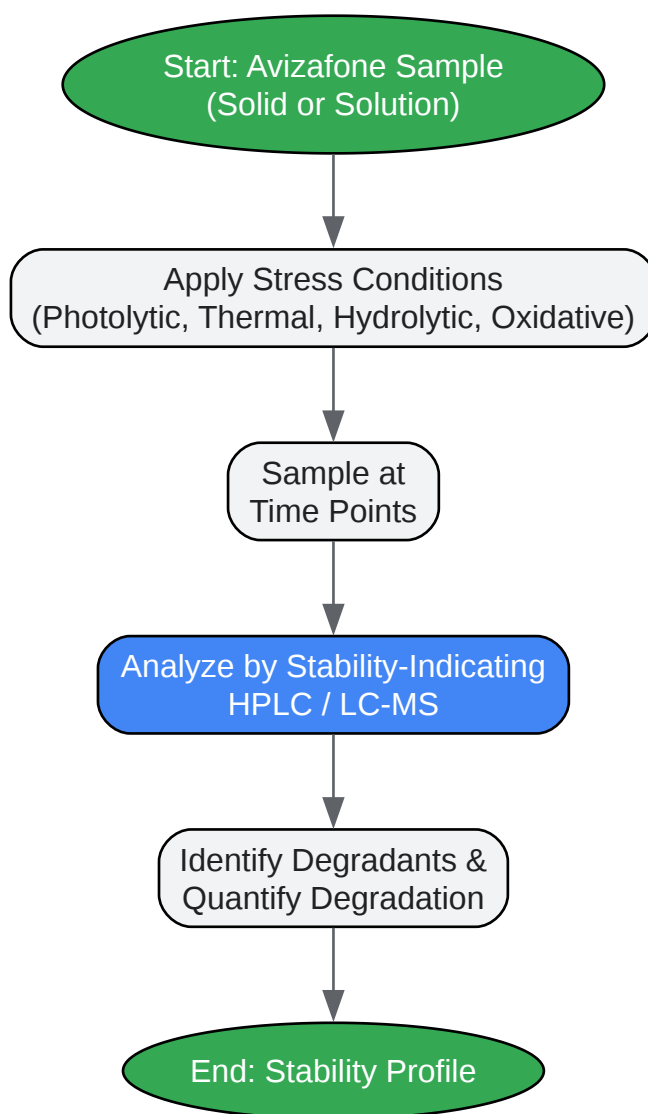 Start: Avizafone Sample
(Solid or Solution)
Apply Stress Conditions
(Photolytic, Thermal, Hydrolytic, Oxidative)
Sample at
Time Points
Analyze by Stability-Indicating
HPLC / LC-MS
Identify Degradants &
Quantify Degradation
End: Stability Profile